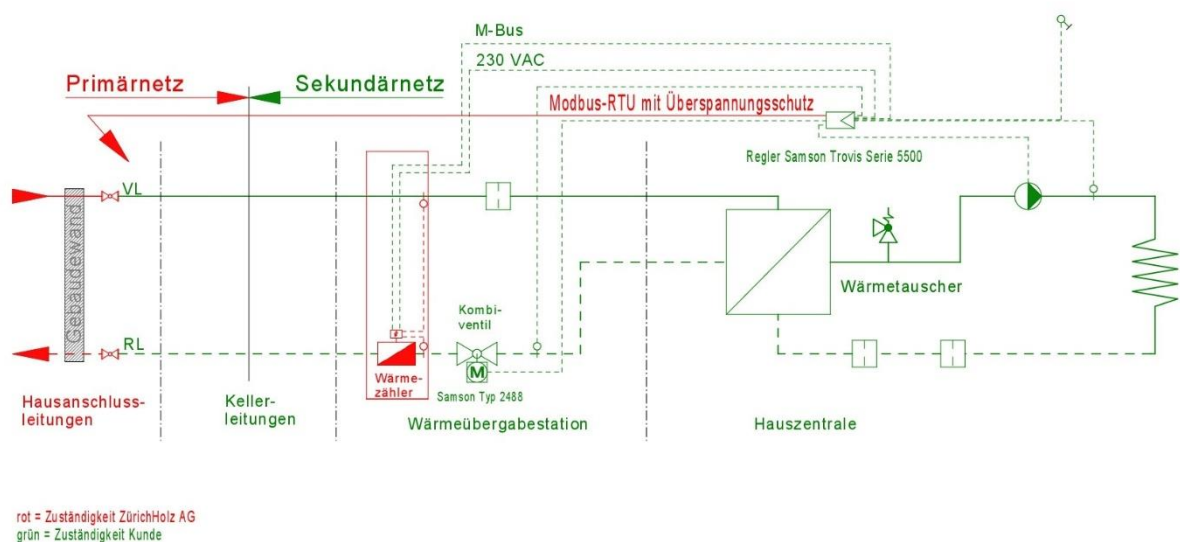 M-Bus
230 VAC
Primärnetz
Sekundärnetz
Modbus-RTU mit Überspannungsschutz
Regler Samson Trovis Serie 5500
VL
Gebäudewand
Wärmetauscher
Kombi-
ventil
RL
M
Wärme-
zähler
Samson Typ 2488
Hausanschluss-
leitungen
Keller-
leitungen
Wärmeübergabestation
Hauszentrale
rot = Zuständigkeit ZürichHolz AG
grün = Zuständigkeit Kunde